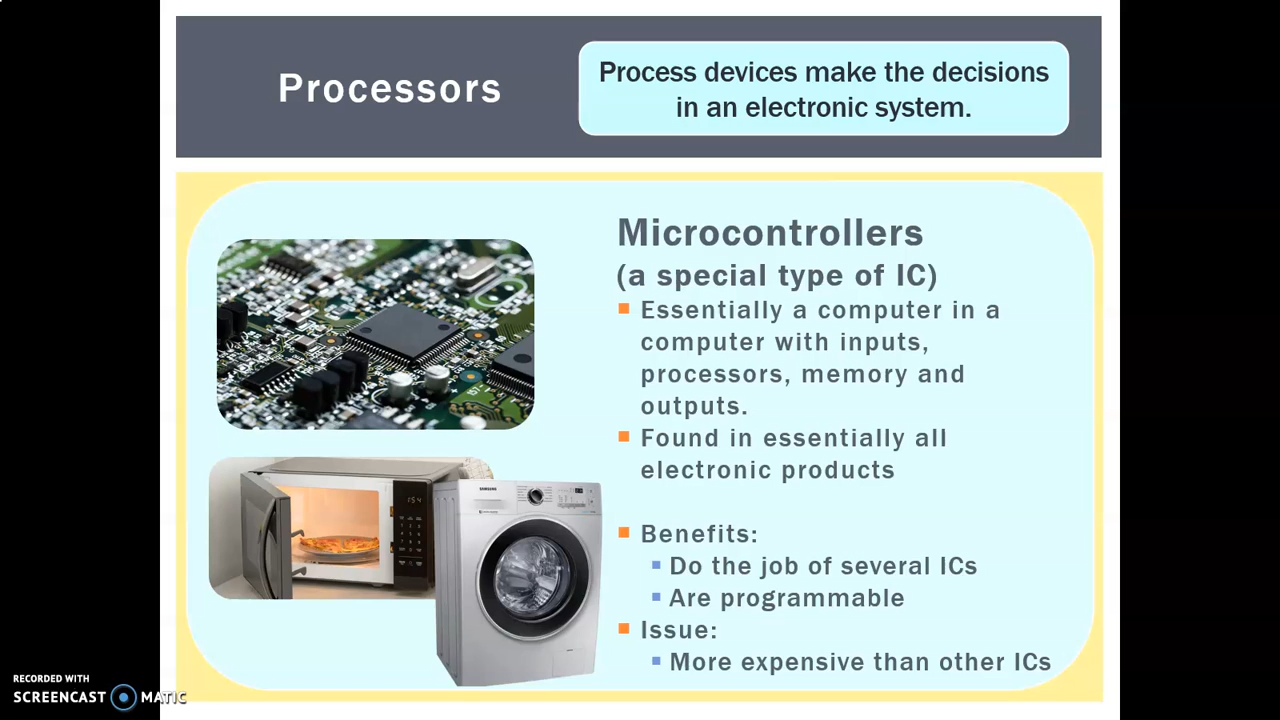 Processors
Process devices make the decisions
in an electronic system.
Microcontrollers
(a special type of IC)
Essentially a computer in a
computer with inputs,
processors, memory and
outputs.
Found in essentially all
electronic products
Benefits:
Do the job of several ICs
Are programmable
Issue:
More expensive than other ICs
SAMSUNG
RECORDED WITH
SCREENCAST MATIC